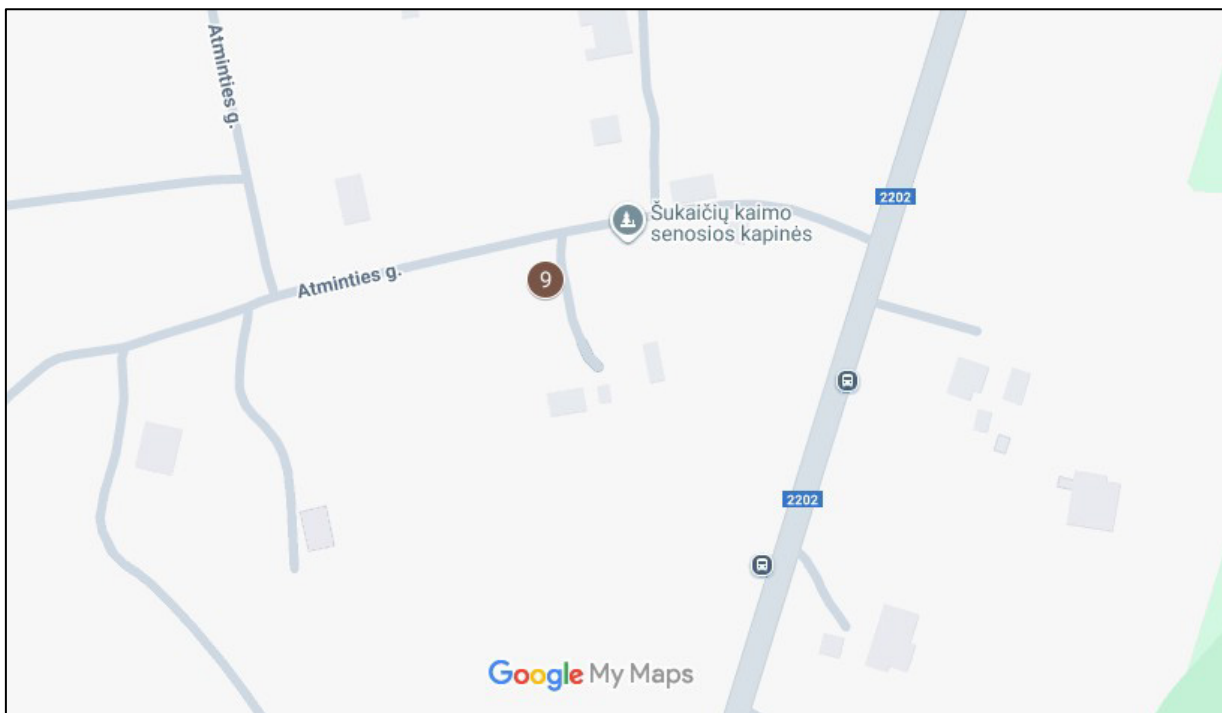 Atminties g.
2202
Šukaičių kaimo
senosios kapinės
Atminties g.
9
2202
Google My Maps